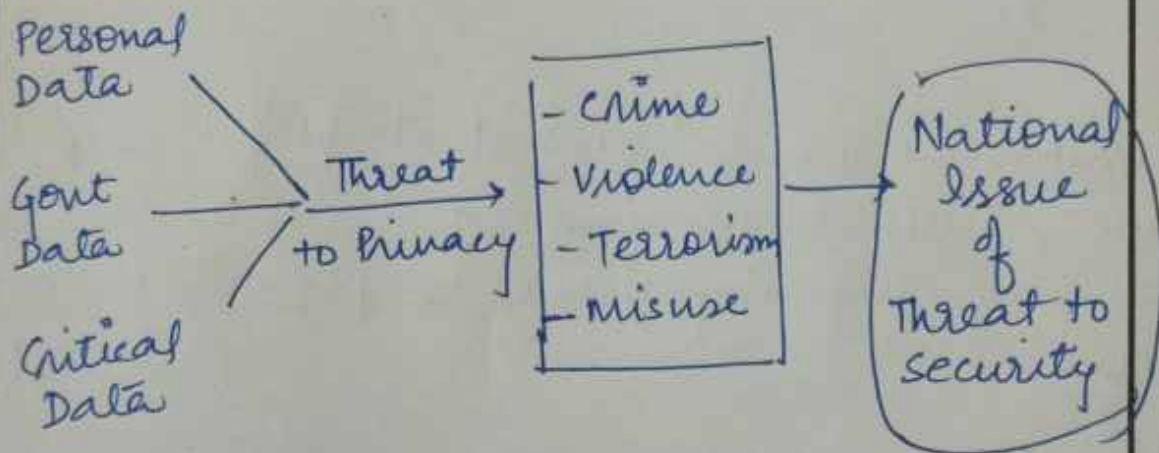 Personal
Data
Govt
Data
Critical
Data
Threat
to Privacy
- Crime
- Violence
- Terrorism
- Misuse
National
Issue
of
Threat to
security